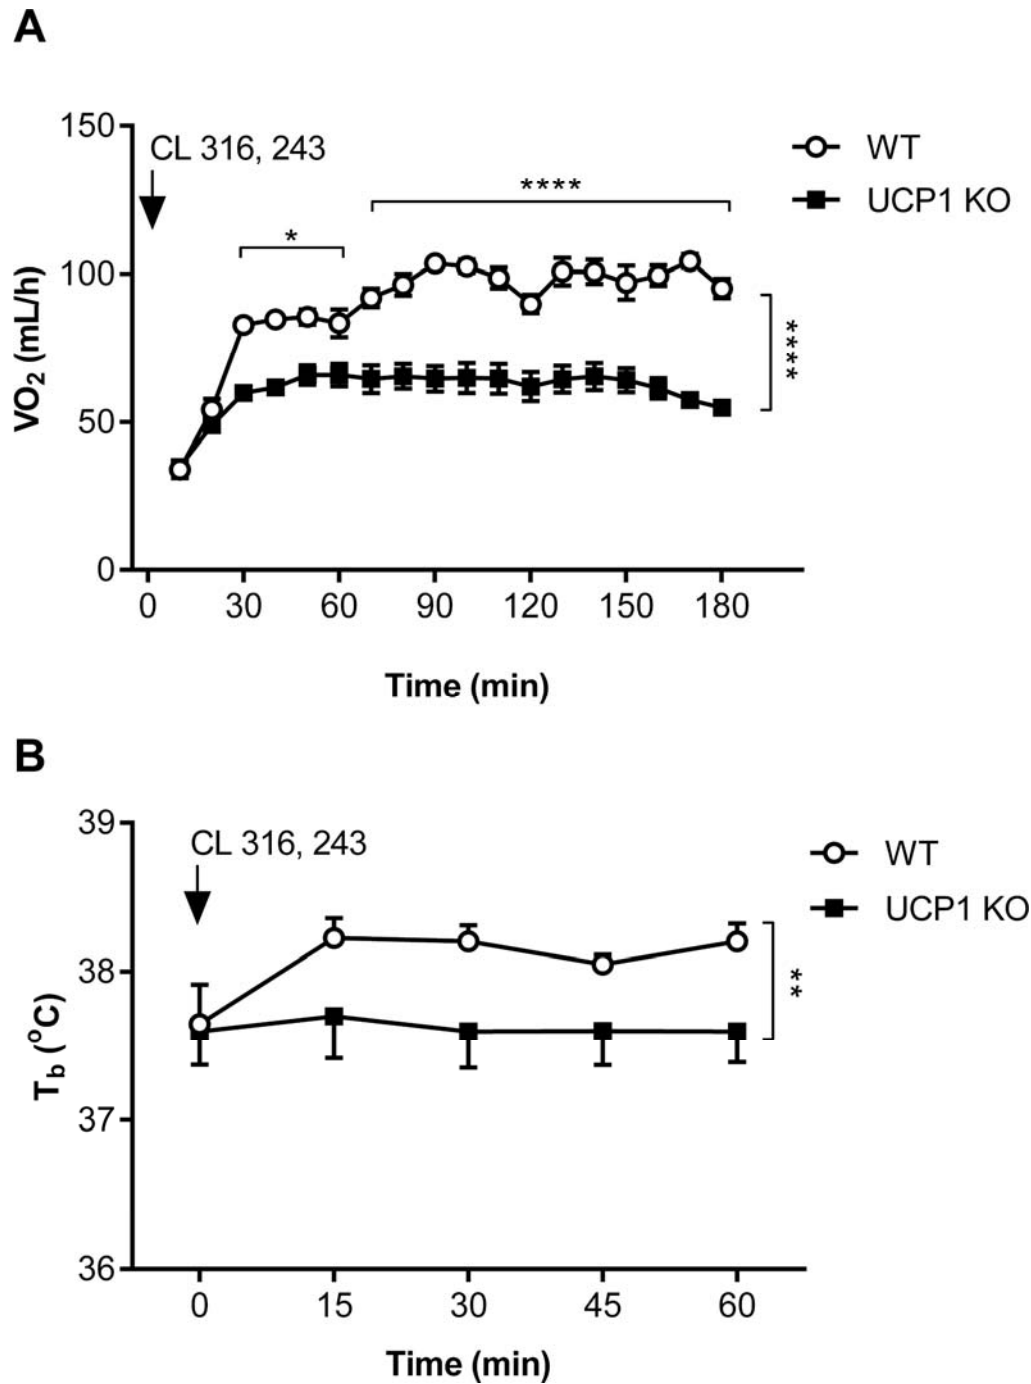 A
150
CL 316, 243
WT
UCP1 KO
****
*
100
****
VO2 (mL/h)
50
0
0 30 60 90 120 150 180
Time (min)
B
39
CL 316, 243
WT
UCP1 KO
38
**
Tb (°C)
37
36
0 15 30 45 60
Time (min)